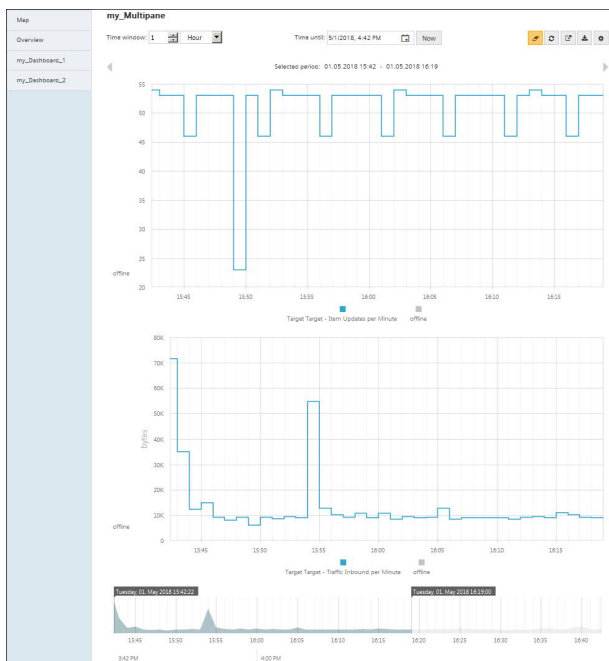 Map
Overview
my_Dashboard_1
my_Dashboard_2
my_Multipane
Time window: 1 Hour Time until: 5/1/2018, 4:42 PM Now
Selected period: 01.05.2018 15:42 - 01.05.2018 16:19
55
50
45
40
35
30
25
offline
20
15:45 15:50 15:55 16:00 16:05 16:10 16:15
Target Target - Item Updates per Minute offline
80K
70K
60K
50K
bytes
40K
30K
20K
10K
offline
0
15:45 15:50 15:55 16:00 16:05 16:10 16:15
Target Target - Traffic Inbound per Minute offline
Tuesday, 01. May 2018 15:42:22 Tuesday, 01. May 2018 16:19:00
15:45 15:50 15:55 16:00 16:05 16:10 16:15 16:20 16:25 16:30 16:35 16:40
3:42 PM 4:00 PM